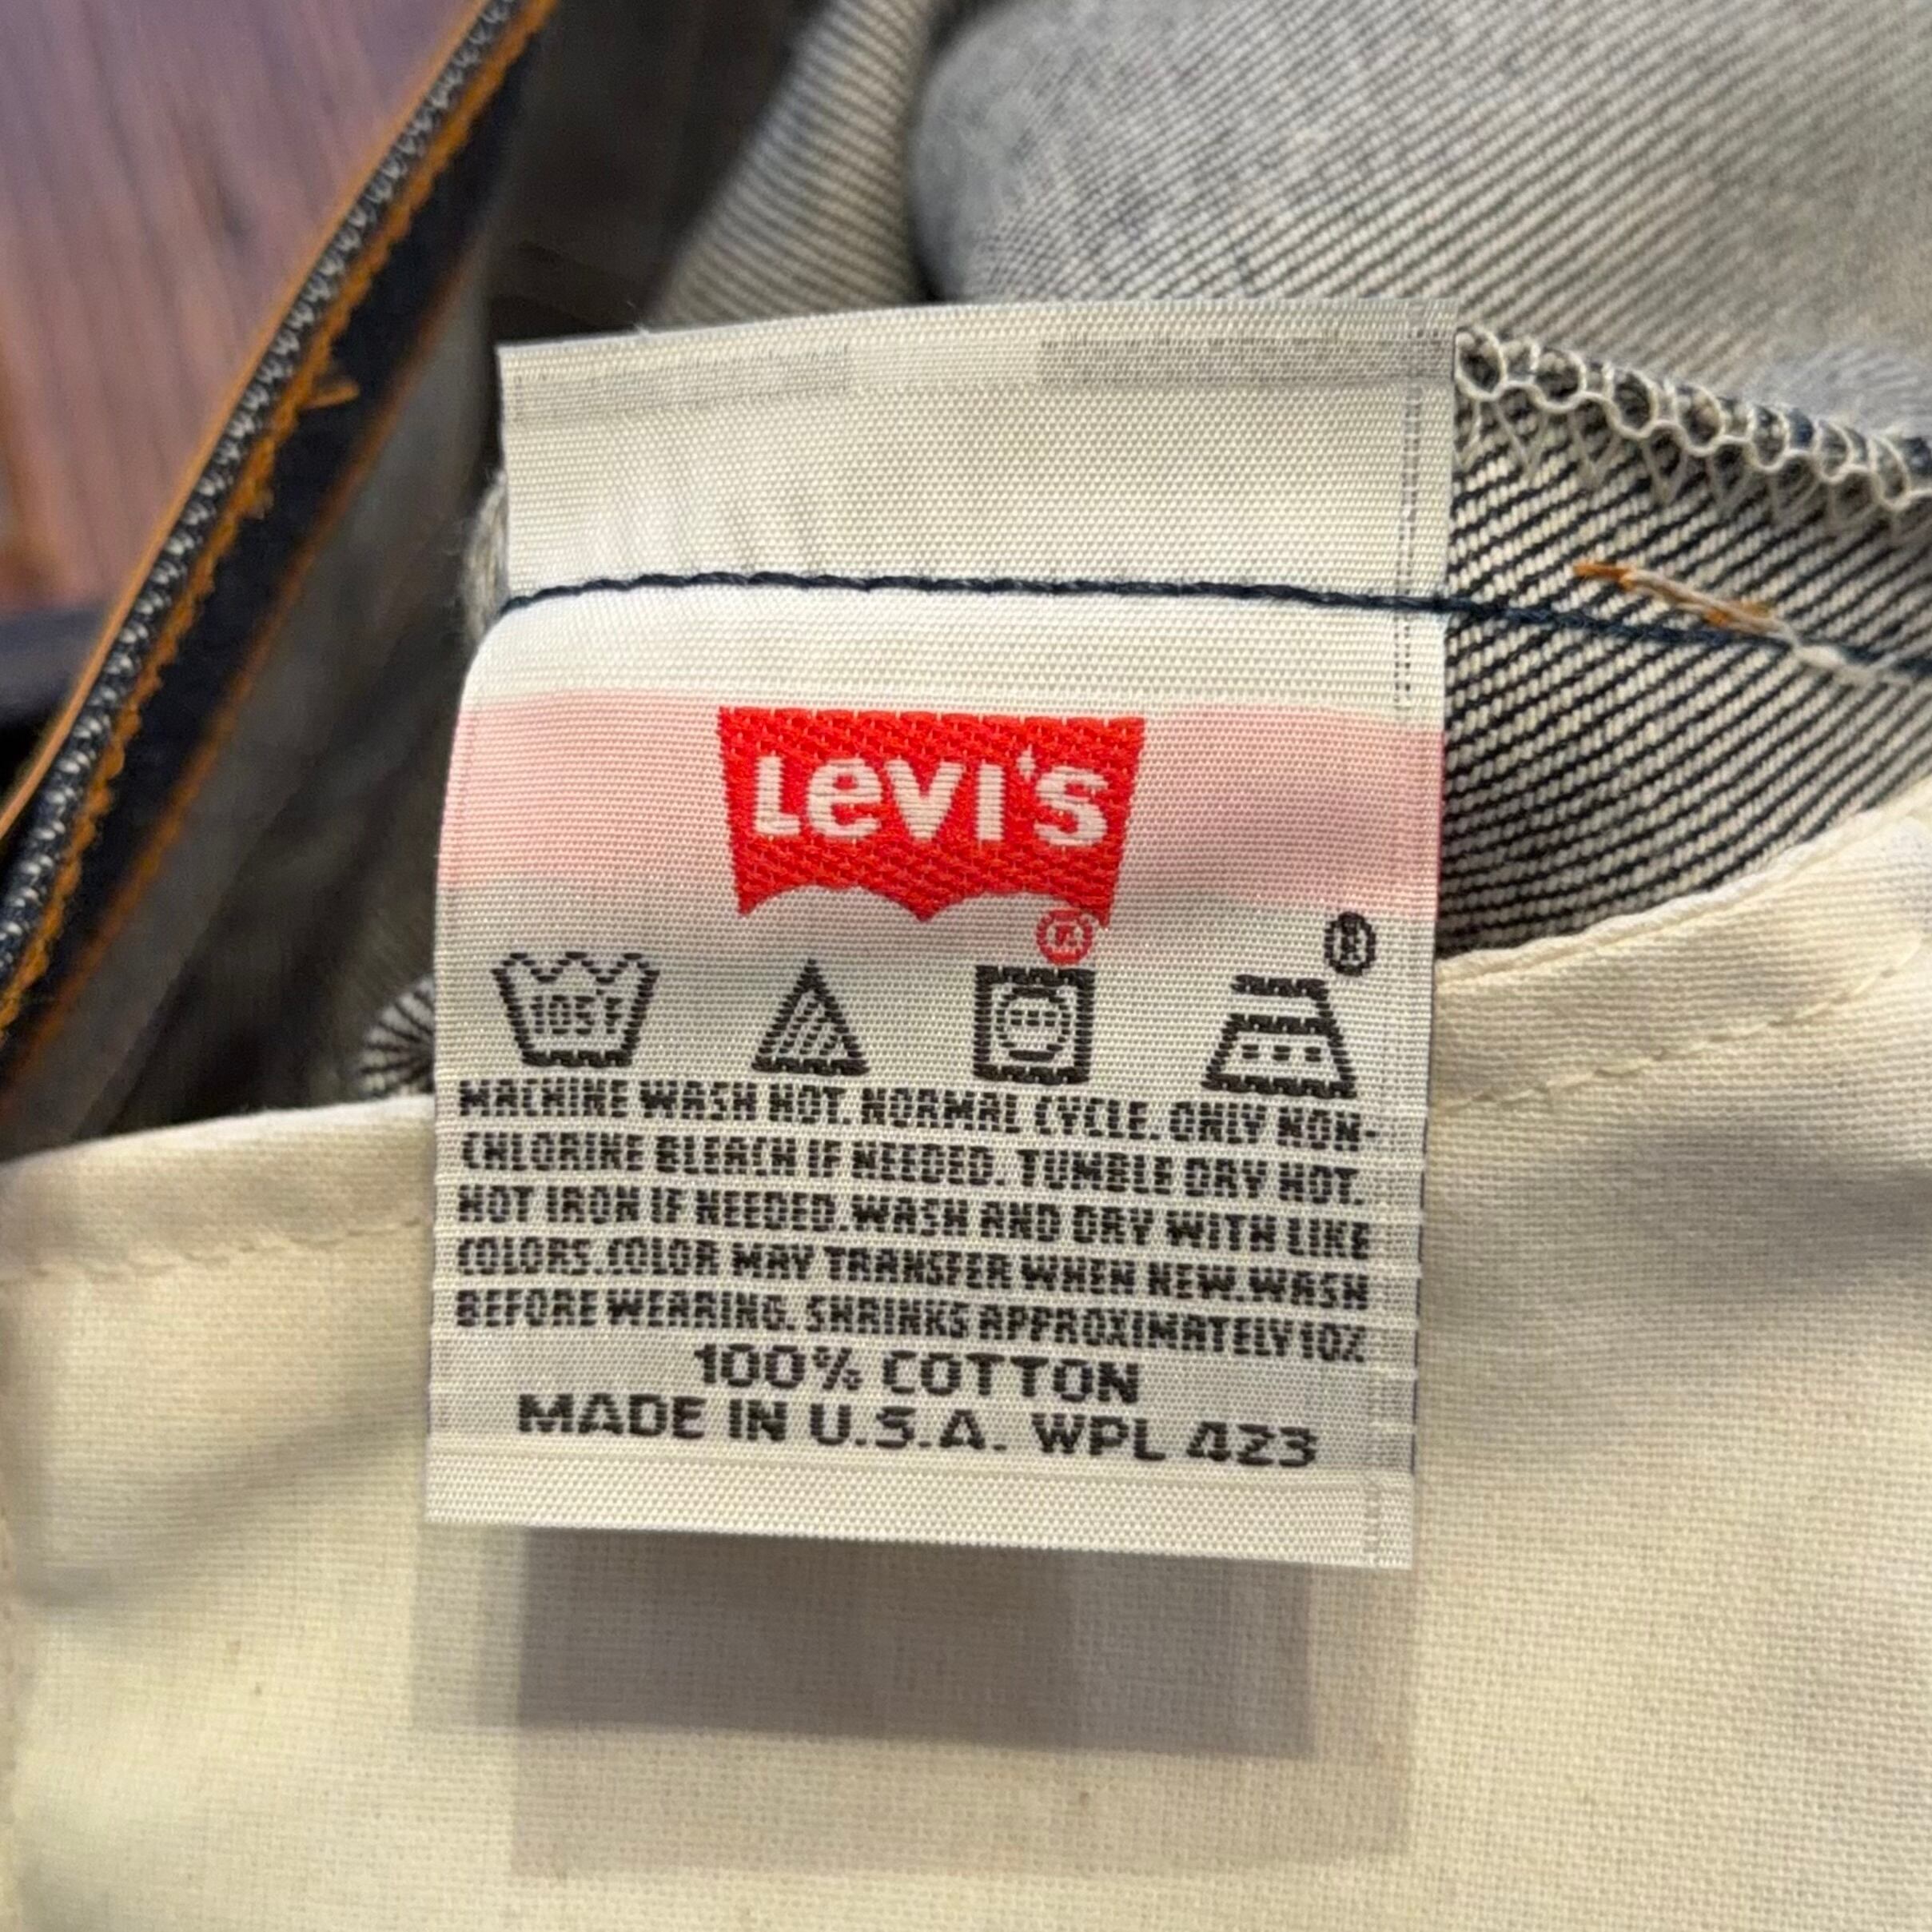 Levi's
®
®
105F
MACHINE WASH HOT. NORMAL CYCLE. ONLY NON-
CHLORINE BLEACH IF NEEDED. TUMBLE DRY HOT.
HOT IRON IF NEEDED. WASH AND DRY WITH LIKE
COLORS. COLOR MAY TRANSFER WHEN NEW. WASH
BEFORE WEARING. SHRINKS APPROXIMATELY 10%
100% COTTON
MADE IN U.S.A. WPL 423